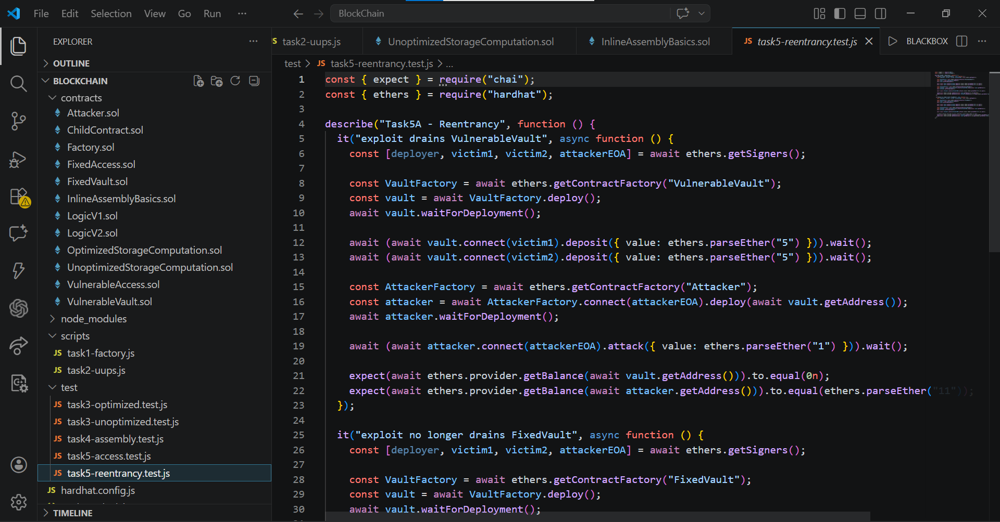 File Edit Selection View Go Run ···
BlockChain
EXPLORER ···
OUTLINE
BLOCKCHAIN
contracts
Attacker.sol
ChildContract.sol
Factory.sol
FixedAccess.sol
FixedVault.sol
InlineAssemblyBasics.sol
LogicV1.sol
LogicV2.sol
OptimizedStorageComputation.sol
UnoptimizedStorageComputation.sol
VulnerableAccess.sol
VulnerableVault.sol
node_modules
scripts
JS task1-factory.js
JS task2-uups.js
test
JS task3-optimized.test.js
JS task3-unoptimized.test.js
JS task4-assembly.test.js
JS task5-access.test.js
JS task5-reentrancy.test.js
JS hardhat.config.js
TIMELINE
S task2-uups.js UnoptimizedStorageComputation.sol InlineAssemblyBasics.sol JS task5-reentrancy.test.js BLACKBOX ···
test > JS task5-reentrancy.test.js > ...
1 const { expect } = require("chai");
2 const { ethers } = require("hardhat");
3
4 describe("Task5A - Reentrancy", function () {
5 it("exploit drains VulnerableVault", async function () {
6 const [deployer, victim1, victim2, attackerEOA] = await ethers.getSigners();
7
8 const VaultFactory = await ethers.getContractFactory("VulnerableVault");
9 const vault = await VaultFactory.deploy();
10 await vault.waitForDeployment();
11
12 await (await vault.connect(victim1).deposit({ value: ethers.parseEther("5") })).wait();
13 await (await vault.connect(victim2).deposit({ value: ethers.parseEther("5") })).wait();
14
15 const AttackerFactory = await ethers.getContractFactory("Attacker");
16 const attacker = await AttackerFactory.connect(attackerEOA).deploy(await vault.getAddress());
17 await attacker.waitForDeployment();
18
19 await (await attacker.connect(attackerEOA).attack({ value: ethers.parseEther("1") })).wait();
20
21 expect(await ethers.provider.getBalance(await vault.getAddress())).to.equal(0n);
22 expect(await ethers.provider.getBalance(await attacker.getAddress())).to.equal(ethers.parseEther("11"));
23 });
24
25 it("exploit no longer drains FixedVault", async function () {
26 const [deployer, victim1, victim2, attackerEOA] = await ethers.getSigners();
27
28 const VaultFactory = await ethers.getContractFactory("FixedVault");
29 const vault = await VaultFactory.deploy();
30 await vault.waitForDeployment();